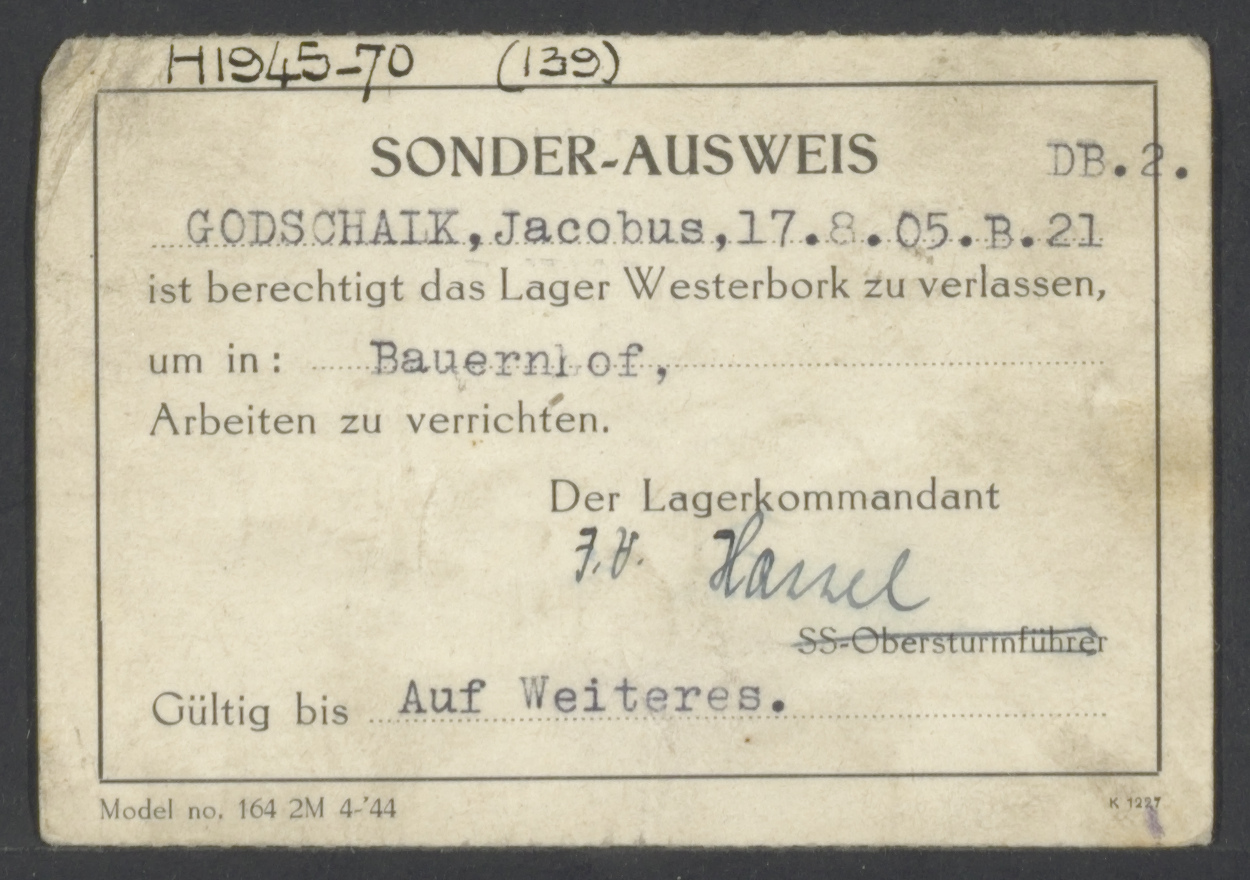 H1945-70 (139)
SONDER-AUSWEIS
DB.2.
GODSCHALK, Jacobus, 17.8.05.B.21
ist berechtigt das Lager Westerbork zu verlassen,
um in: Bauernhof,
Arbeiten zu verrichten.
Der Lagerkommandant
I.V. Hassel
SS-Obersturmführer
Gültig bis Auf Weiteres.
Model no. 164 2M 4-'44
K 1227